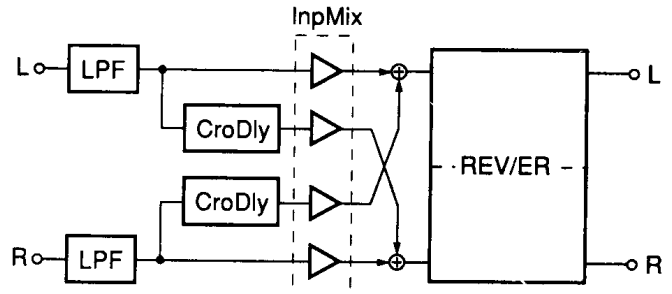 InpMix
L LPF L
CroDly
REV/ER
CroDly
R LPF R